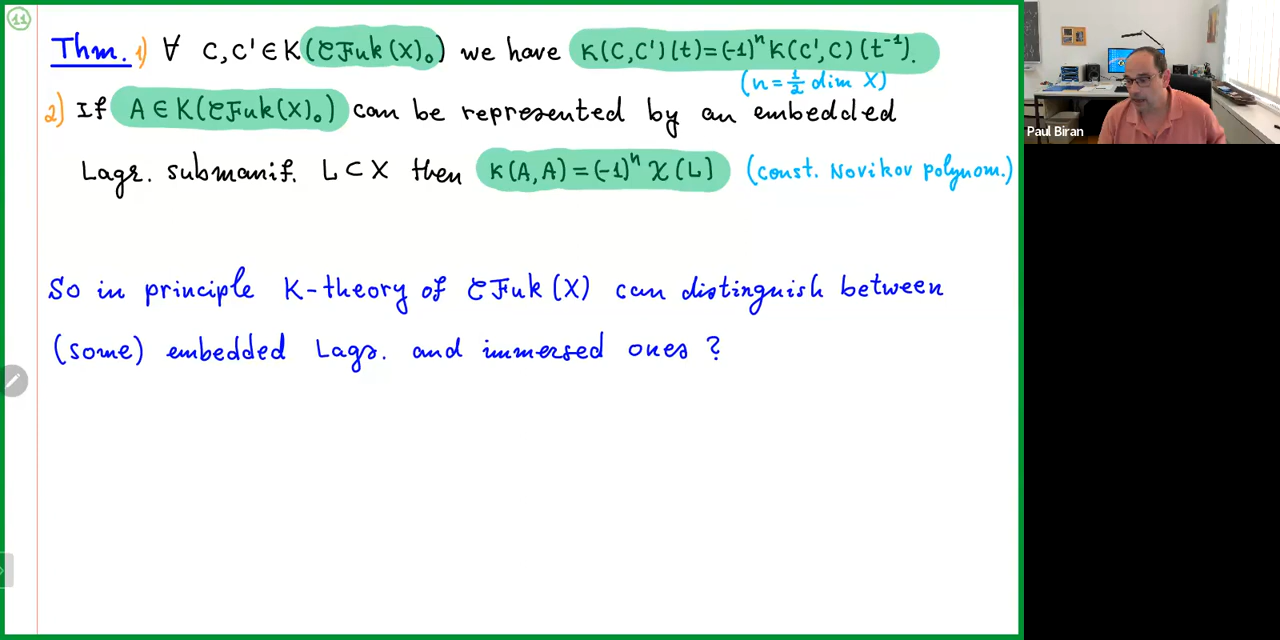 11
Thm. 1) ∀ C, C' ∈ K(𝒞Fuk(X)₀) we have κ(C, C')(t) = (-1)ⁿ κ(C', C)(t⁻¹).
(n = ½ dim X)
2) If A ∈ K(𝒞Fuk(X)₀) can be represented by an embedded
Lagr. submanif. L ⊂ X then κ(A, A) = (-1)ⁿ χ(L) (const. Novikov polynom.)
So in principle K-theory of 𝒞Fuk(X) can distinguish between
(some) embedded Lags. and immersed ones ?
Paul Biran